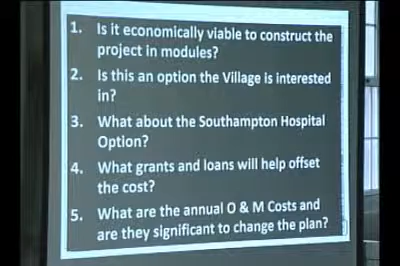 1. Is it economically viable to construct the
project in modules?
2. Is this an option the Village is interested
in?
3. What about the Southampton Hospital
Option?
4. What grants and loans will help offset
the cost?
5. What are the annual O & M Costs and
are they significant to change the plan?